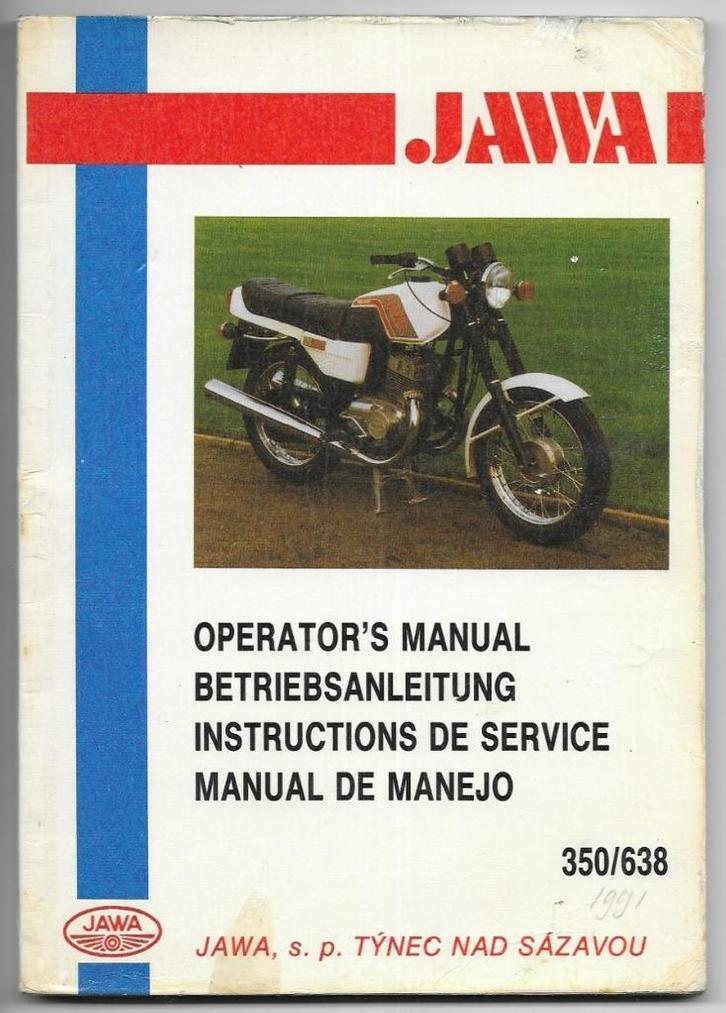 JAWA
OPERATOR'S MANUAL
BETRIEBSANLEITUNG
INSTRUCTIONS DE SERVICE
MANUAL DE MANEJO
350/638
1991
JAWA
JAWA, s. p. TÝNEC NAD SÁZAVOU